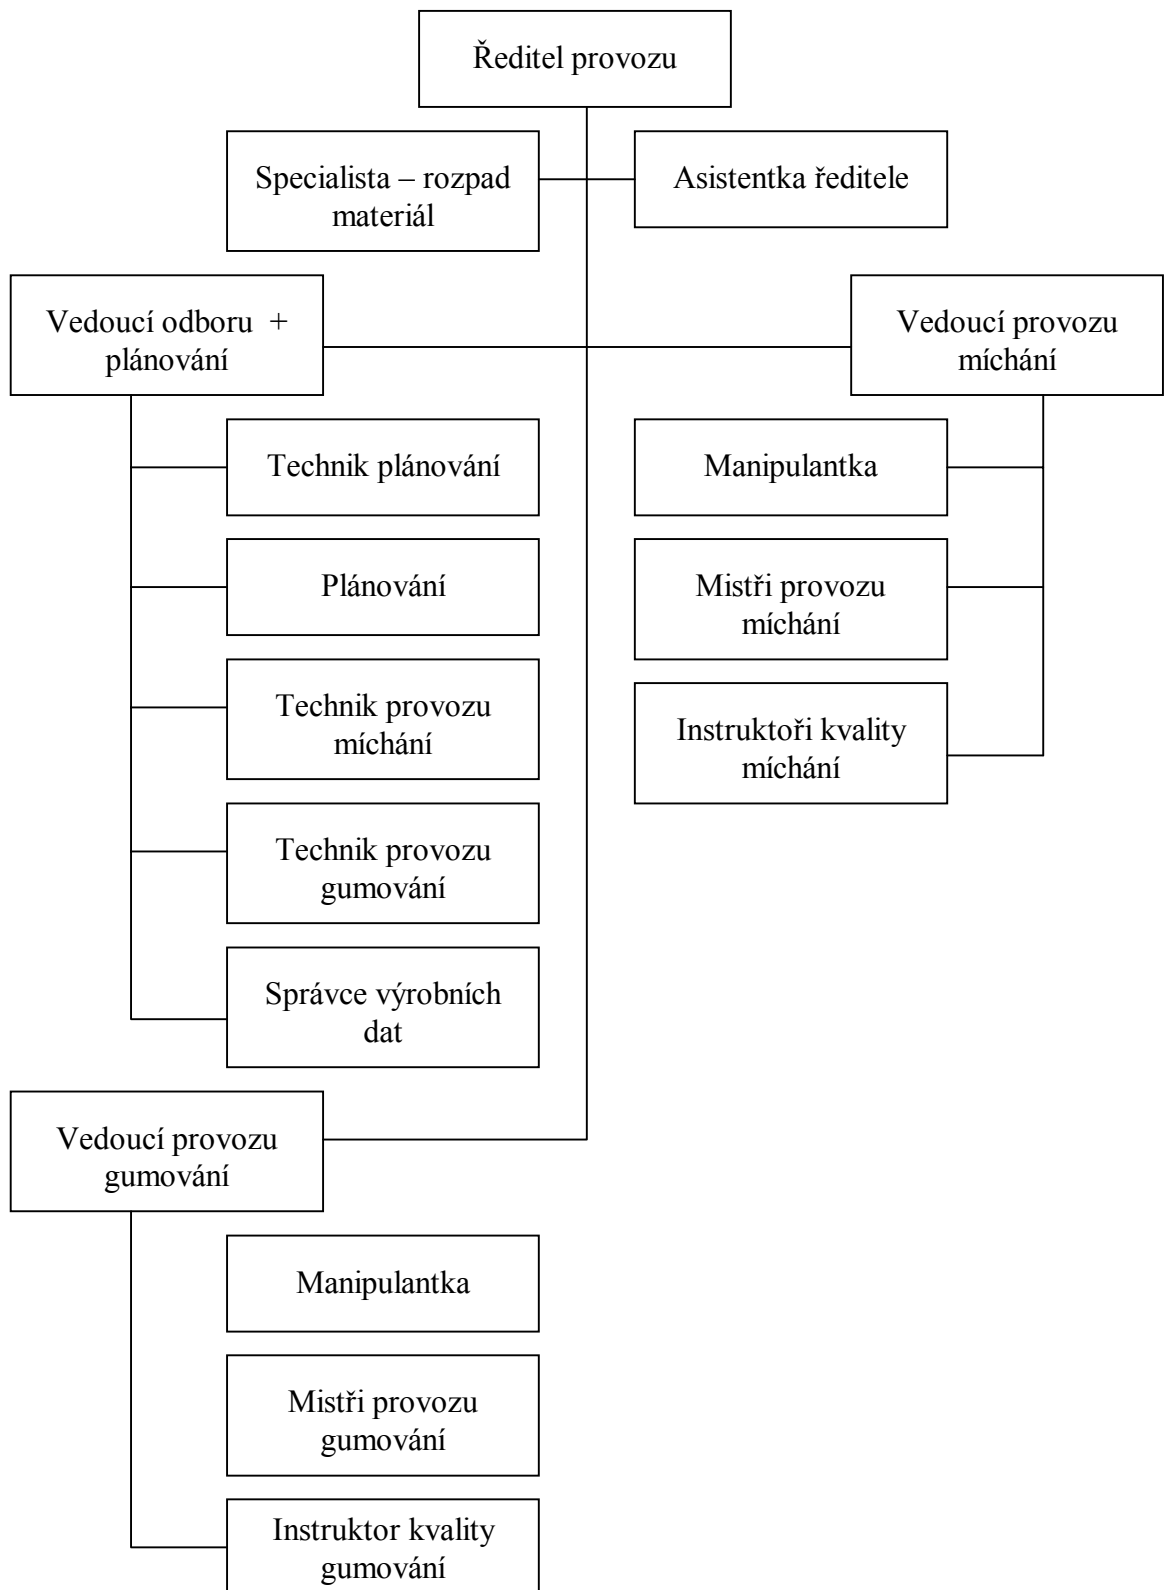 Ředitel provozu
Specialista – rozpad
materiál
Asistentka ředitele
Vedoucí odboru +
plánování
Vedoucí provozu
míchání
Technik plánování
Manipulantka
Plánování
Mistři provozu
míchání
Technik provozu
míchání
Instruktoři kvality
míchání
Technik provozu
gumování
Správce výrobních
dat
Vedoucí provozu
gumování
Manipulantka
Mistři provozu
gumování
Instruktor kvality
gumování